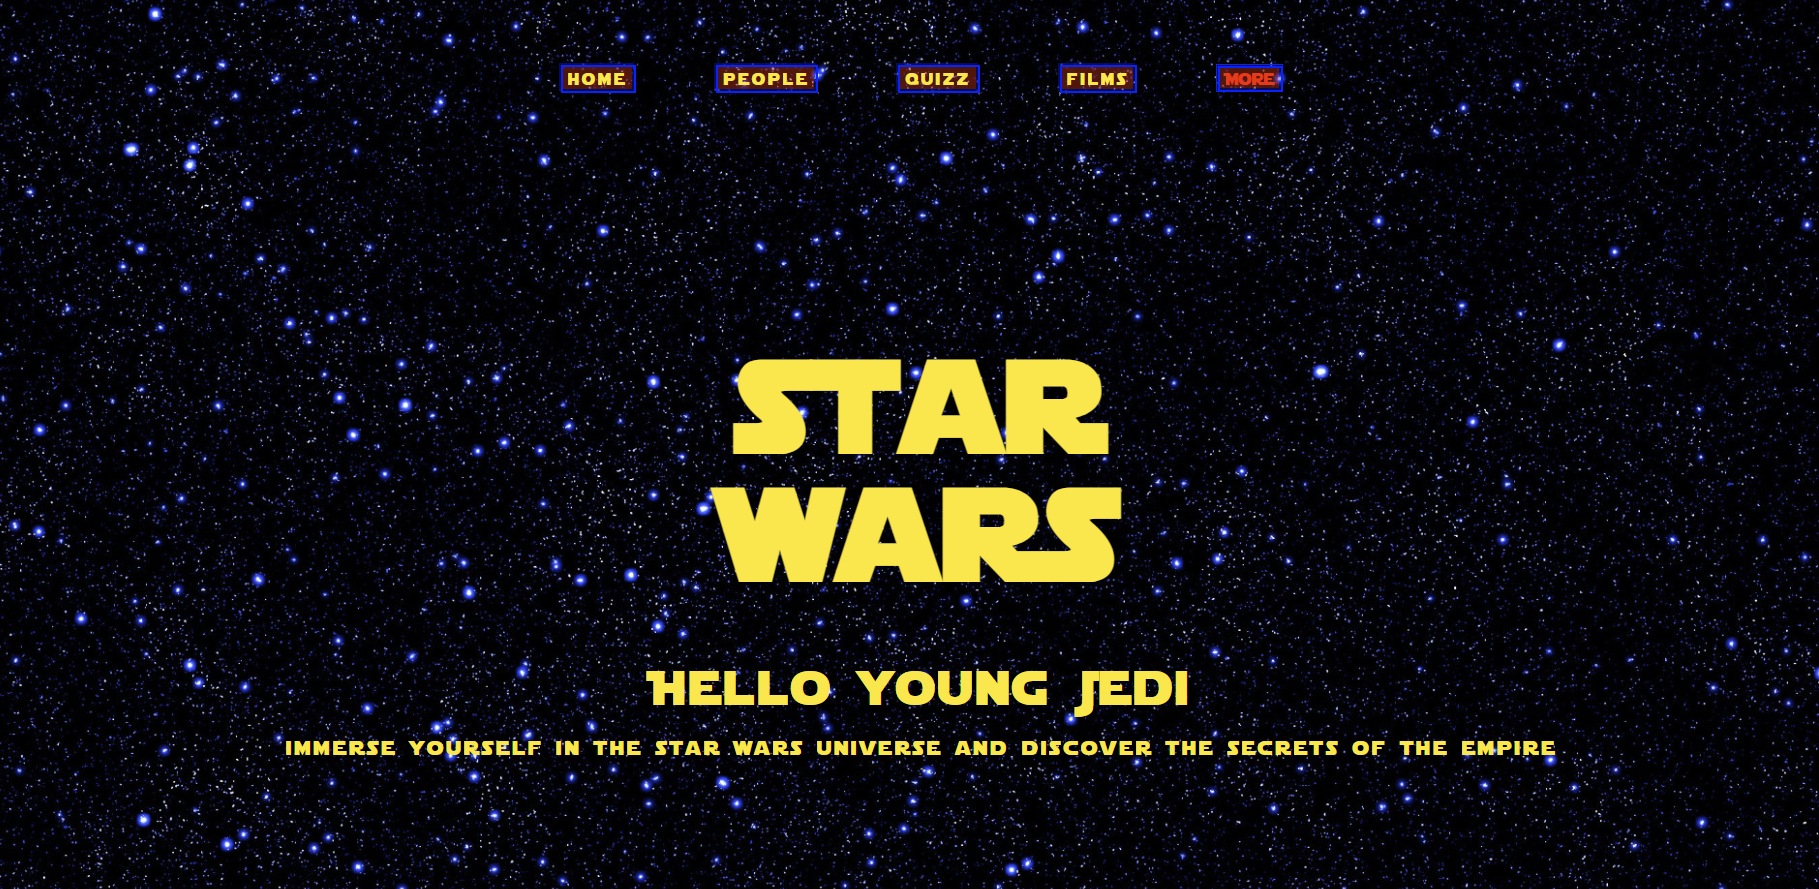 HOME PEOPLE QUIZZ FILMS MORE
STAR
WARS
HELLO YOUNG JEDI
IMMERSE YOURSELF IN THE STAR WARS UNIVERSE AND DISCOVER THE SECRETS OF THE EMPIRE